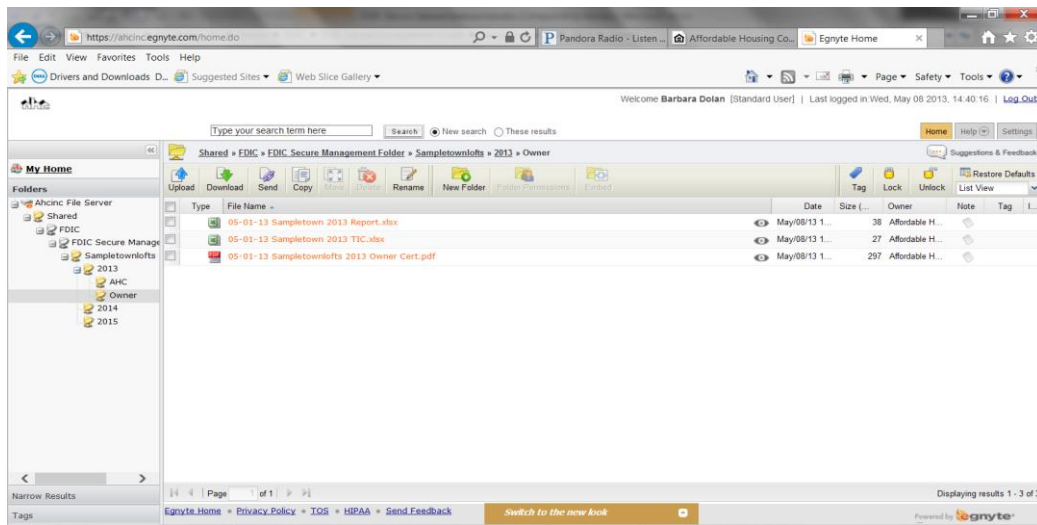 https://ahcinc.egnyte.com/home.do
Pandora Radio - Listen ...
Affordable Housing Co...
Egnyte Home
File Edit View Favorites Tools Help
Drivers and Downloads D...
Suggested Sites
Web Slice Gallery
Page Safety Tools
Welcome Barbara Dolan [Standard User] | Last logged in:Wed, May 08 2013, 14:40:16 | Log Out
Type your search term here
Search
New search
These results
Home
Help
Settings
My Home
Shared » FDIC » FDIC Secure Management Folder » Sampletownlofts » 2013 » Owner
Suggestions & Feedback
Folders
Upload Download Send Copy Move Delete Rename New Folder Folder Permissions Embed
Tag Lock Unlock
Restore Defaults
List View
Ahcinc File Server
Shared
FDIC
FDIC Secure Manage
Sampletownlofts
2013
AHC
Owner
2014
2015
Type File Name Date Size (... Owner Note Tag l...
05-01-13 Sampletown 2013 Report.xlsx May/08/13 1... 38 Affordable H...
05-01-13 Sampletown 2013 TIC.xlsx May/08/13 1... 27 Affordable H...
05-01-13 Sampletownlofts 2013 Owner Cert.pdf May/08/13 1... 297 Affordable H...
Narrow Results
Tags
Page 1 of 1
Displaying results 1 - 3 of
Egnyte Home • Privacy Policy • TOS • HIPAA • Send Feedback
Switch to the new look
Powered by egnyte